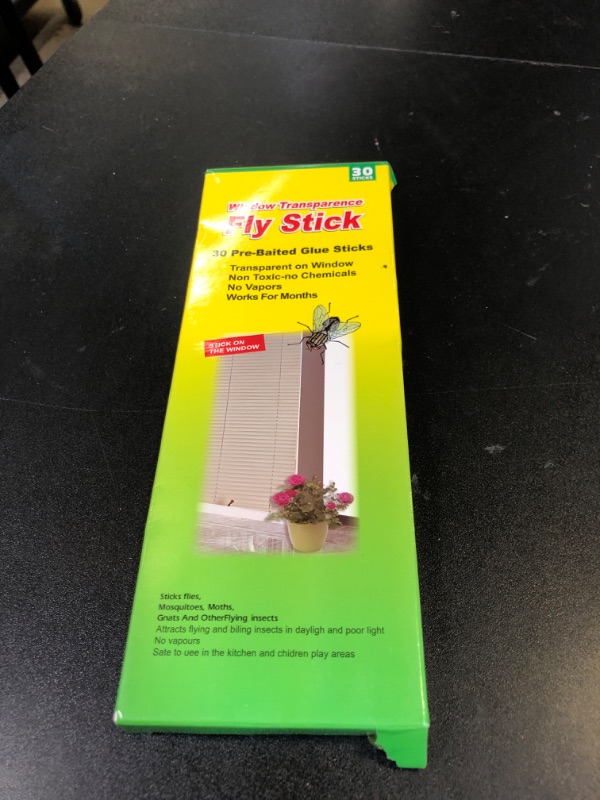 30
STICKS
Window Transparence
Fly Stick
30 Pre-Baited Glue Sticks
Transparent on Window
Non Toxic-no Chemicals
No Vapors
Works For Months
STICK ON
THE WINDOW
Sticks flies,
Mosquitoes, Moths,
Gnats And OtherFlying insects
Attracts flying and biling insects in dayligh and poor light
No vapours
Sate to uee in the kitchen and chidren play areas